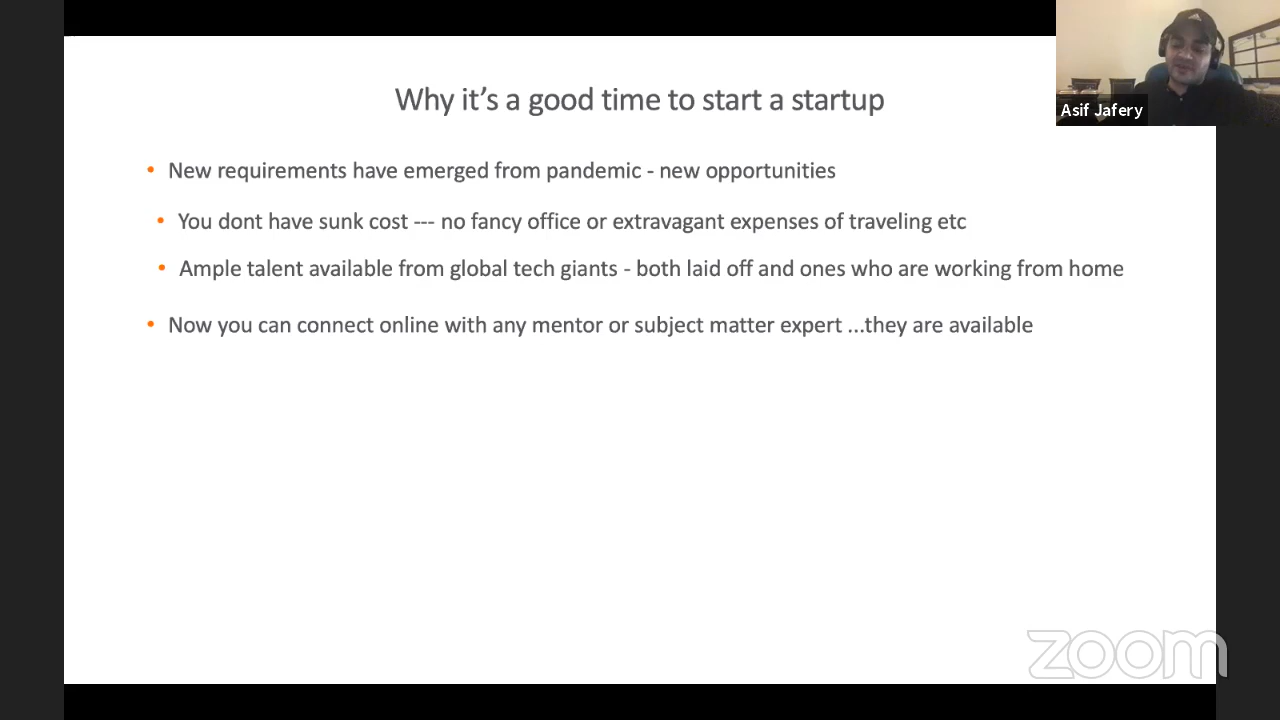 Why it's a good time to start a startup
Asif Jafery
• New requirements have emerged from pandemic - new opportunities
• You dont have sunk cost --- no fancy office or extravagant expenses of traveling etc
• Ample talent available from global tech giants - both laid off and ones who are working from home
• Now you can connect online with any mentor or subject matter expert ...they are available
zoom